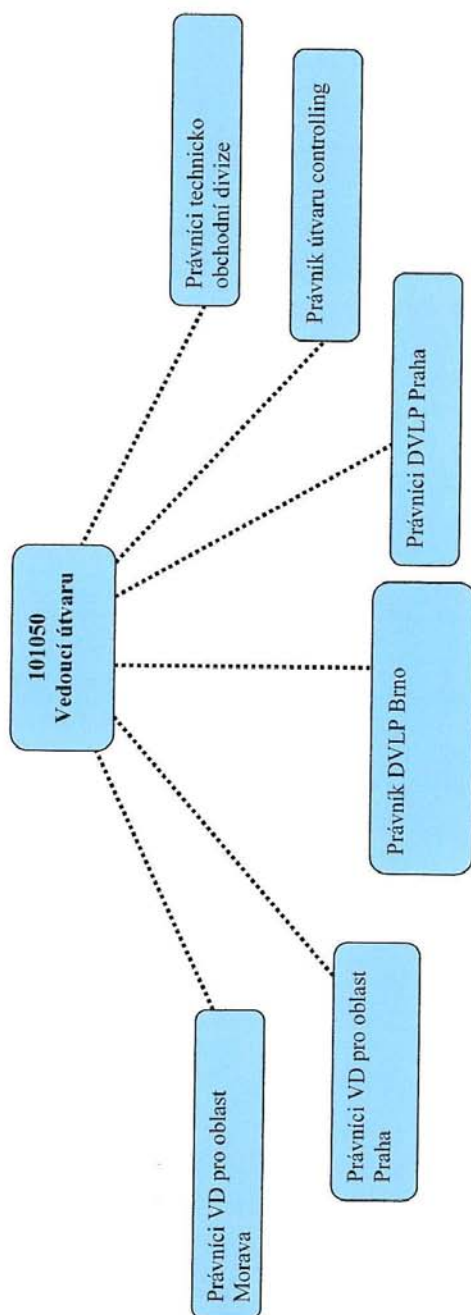 101050
Vedoucí útvaru
Právníci VD pro oblast
Morava
Právníci VD pro oblast
Praha
Právník DVLP Brno
Právníci DVLP Praha
Právník útvaru controlling
Právníci technicko
obchodní divize